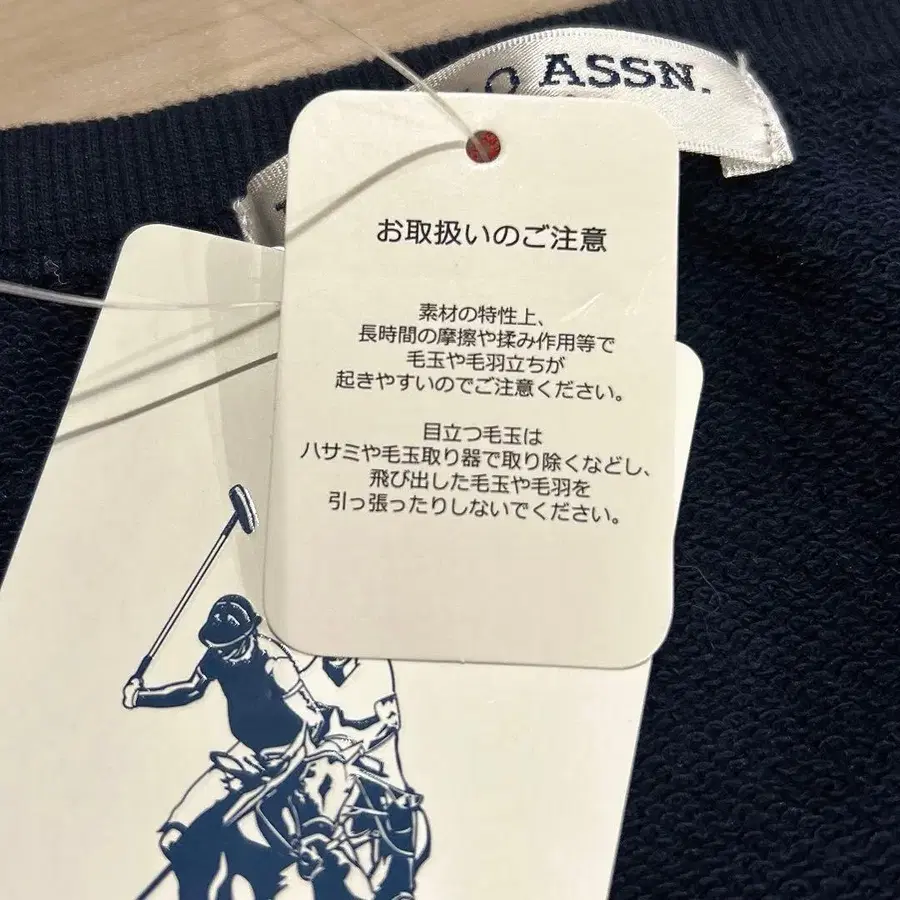 ASSN.
お取扱いのご注意
素材の特性上、
長時間の摩擦や揉み作用等で
毛玉や毛羽立ちが
起きやすいのでご注意ください。
目立つ毛玉は
ハサミや毛玉取り器で取り除くなどし、
飛び出した毛玉や毛羽を
引っ張ったりしないでください。